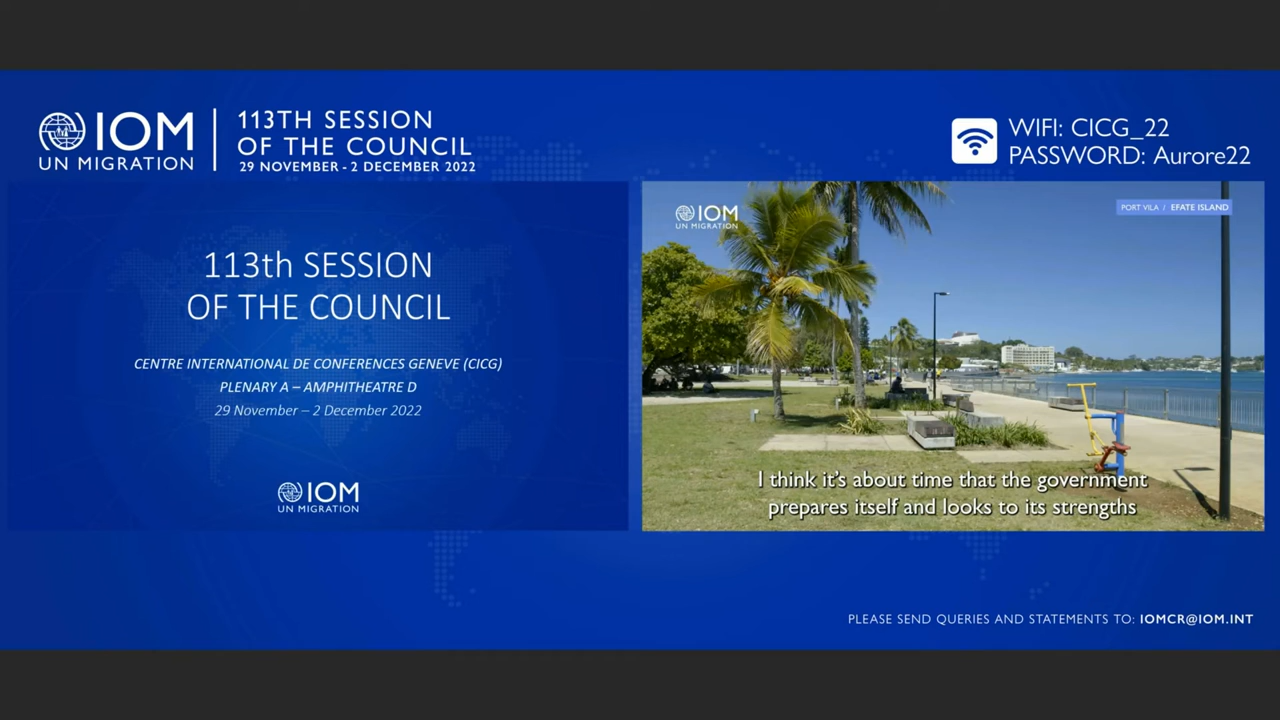 IOM
UN MIGRATION
113TH SESSION
OF THE COUNCIL
29 NOVEMBER - 2 DECEMBER 2022
WIFI: CICG_22
PASSWORD: Aurore22
113th SESSION
OF THE COUNCIL
CENTRE INTERNATIONAL DE CONFERENCES GENEVE (CICG)
PLENARY A – AMPHITHEATRE D
29 November – 2 December 2022
IOM
UN MIGRATION
IOM
UN MIGRATION
PORT VILA / EFATE ISLAND
I think it's about time that the government
prepares itself and looks to its strengths
PLEASE SEND QUERIES AND STATEMENTS TO: IOMCR@IOM.INT